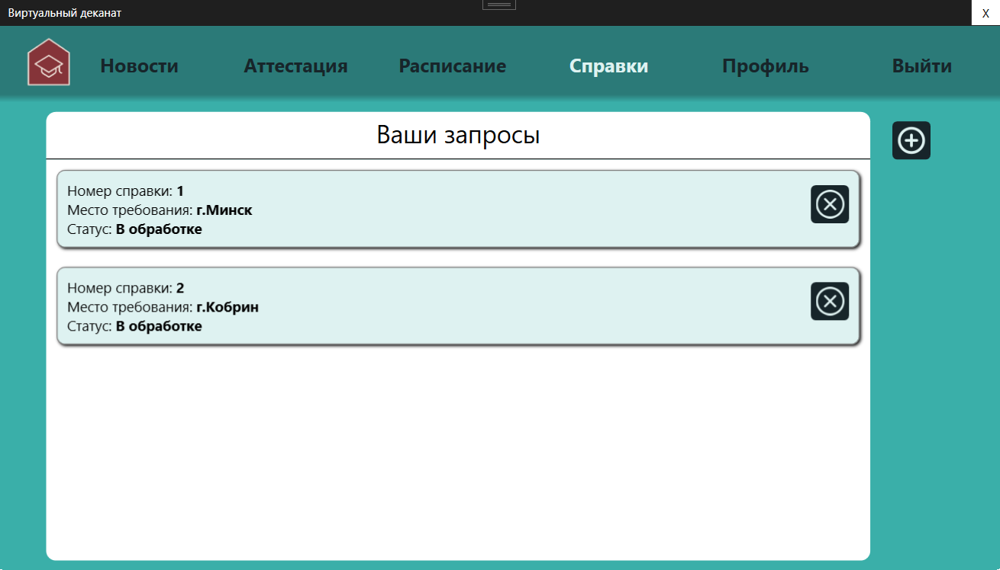 Виртуальный деканат
X
Новости Аттестация Расписание Справки Профиль Выйти
Ваши запросы
Номер справки: 1
Место требования: г.Минск
Статус: В обработке
Номер справки: 2
Место требования: г.Кобрин
Статус: В обработке